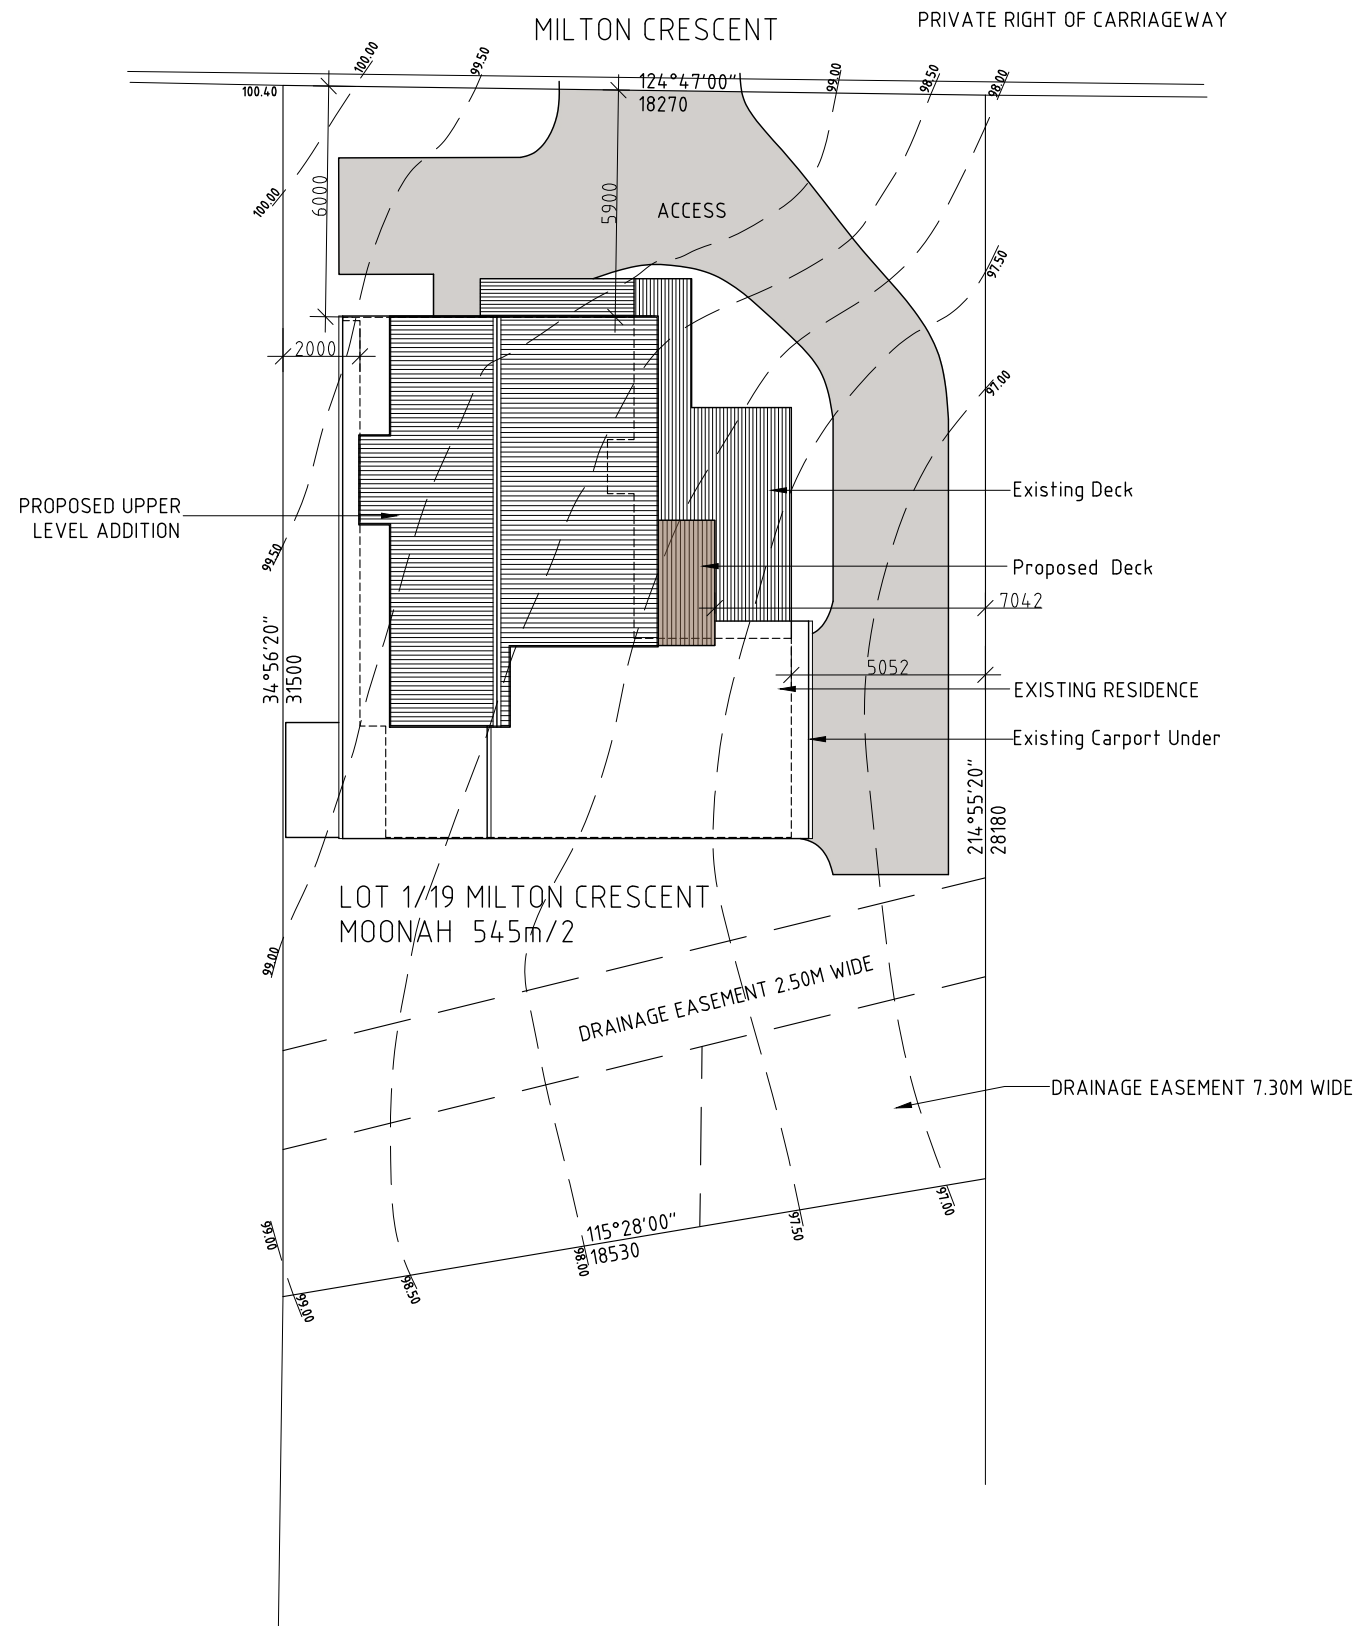 MILTON CRESCENT
PRIVATE RIGHT OF CARRIAGEWAY
100.00
99.50
99.00
98.50
98.00
100.40
124°47'00"
18270
100.00
6000
5900
ACCESS
97.50
2000
97.00
PROPOSED UPPER
LEVEL ADDITION
Existing Deck
99.50
Proposed Deck
7042
34°56'20"
31500
5052
EXISTING RESIDENCE
Existing Carport Under
214°55'20"
28180
LOT 1/19 MILTON CRESCENT
MOONAH 545m/2
99.00
DRAINAGE EASEMENT 2.50M WIDE
DRAINAGE EASEMENT 7.30M WIDE
99.00
115°28'00"
18530
97.00
97.50
98.00
98.50
99.00